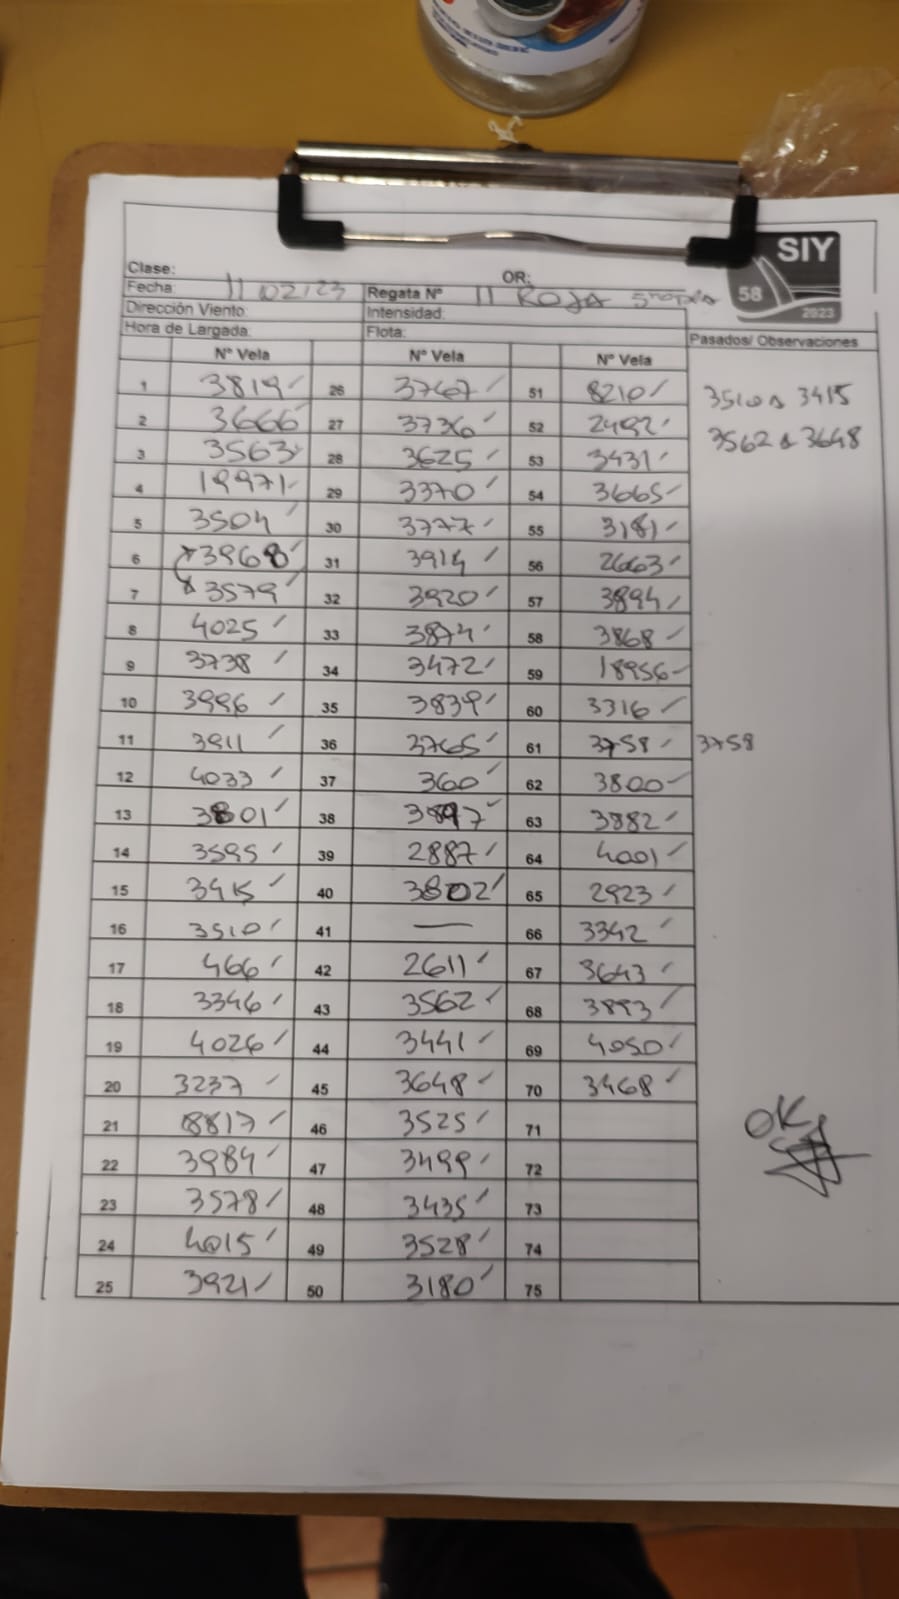 SIY
58
2023
Clase: OR:
Fecha: 11/02/23 Regata Nº 11 ROJA
Dirección Viento: Intensidad:
Hora de Largada: Flota: Pasados/ Observaciones
Nº Vela Nº Vela Nº Vela
1 3819 26 3767 51 8210 3510 a 3415
2 3666 27 3736 52 2492 3562 a 3648
3 3563 28 3625 53 3431
4 19971 29 3370 54 3665
5 3504 30 3777 55 3181
6 3968 31 3914 56 2663
7 3579 32 3920 57 3894
8 4025 33 3874 58 3868
9 3738 34 3472 59 18956
10 3996 35 3839 60 3316
11 3911 36 3765 61 3758 3758
12 4033 37 360 62 3800
13 3801 38 3897 63 3882
14 3595 39 2887 64 4001
15 3415 40 3802 65 2923
16 3510 41 — 66 3342
17 466 42 2611 67 3643
18 3346 43 3562 68 3893
19 4026 44 3441 69 4050
20 3237 45 3648 70 3468
21 8817 46 3525 71
22 3984 47 3499 72
23 3578 48 3435 73
24 4015 49 3528 74
25 3921 50 3180 75
OK